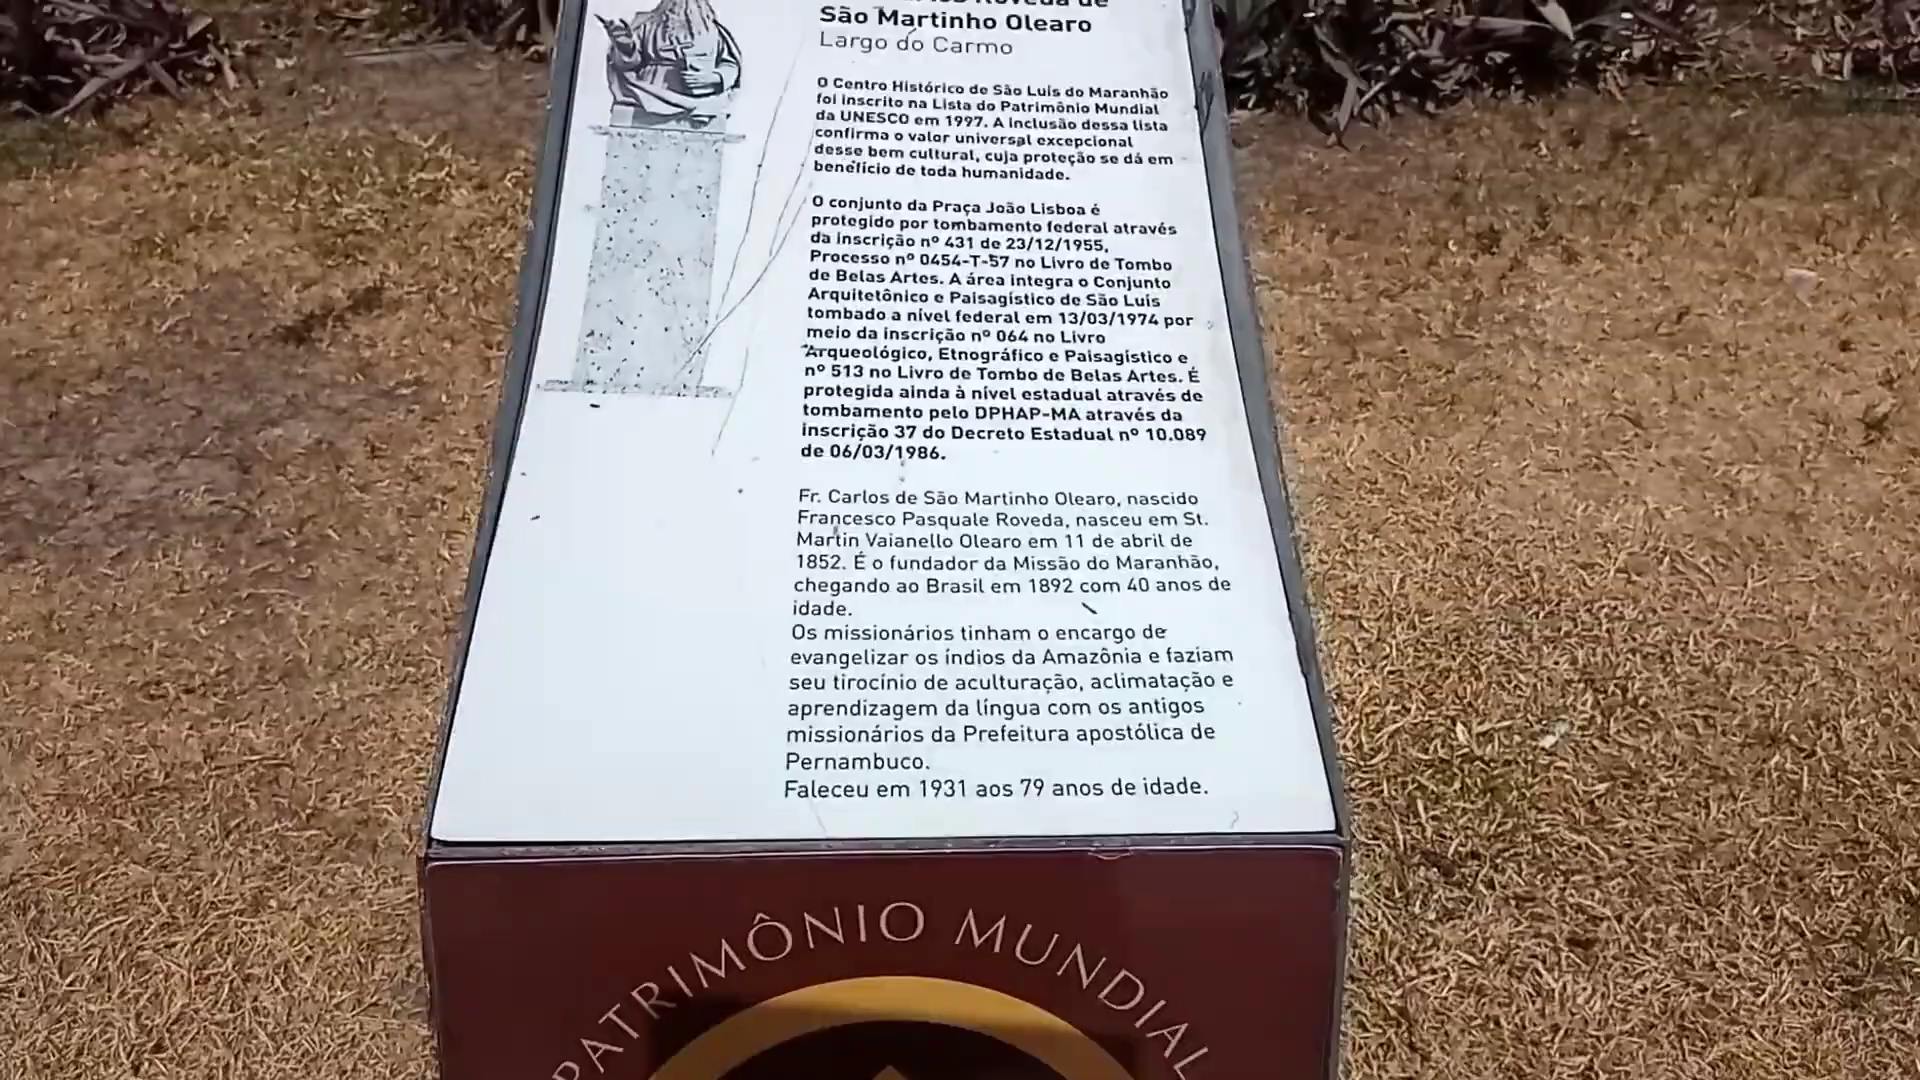 Roveda de
São Martinho Olearo
Largo do Carmo
O Centro Histórico de São Luís do Maranhão
foi inscrito na Lista do Patrimônio Mundial
da UNESCO em 1997. A inclusão dessa lista
confirma o valor universal excepcional
desse bem cultural, cuja proteção se dá em
benefício de toda humanidade.
O conjunto da Praça João Lisboa é
protegido por tombamento federal através
da inscrição nº 431 de 23/12/1955,
Processo nº 0454-T-57 no Livro de Tombo
de Belas Artes. A área integra o Conjunto
Arquitetônico e Paisagístico de São Luís
tombado a nível federal em 13/03/1974 por
meio da inscrição nº 064 no Livro
Arqueológico, Etnográfico e Paisagístico e
nº 513 no Livro de Tombo de Belas Artes. É
protegida ainda à nível estadual através de
tombamento pelo DPHAP-MA através da
inscrição 37 do Decreto Estadual nº 10.089
de 06/03/1986.
Fr. Carlos de São Martinho Olearo, nascido
Francesco Pasquale Roveda, nasceu em St.
Martin Vaianello Olearo em 11 de abril de
1852. É o fundador da Missão do Maranhão,
chegando ao Brasil em 1892 com 40 anos de
idade.
Os missionários tinham o encargo de
evangelizar os índios da Amazônia e faziam
seu tirocínio de aculturação, aclimatação e
aprendizagem da língua com os antigos
missionários da Prefeitura apostólica de
Pernambuco.
Faleceu em 1931 aos 79 anos de idade.
PATRIMÔNIO MUNDIAL